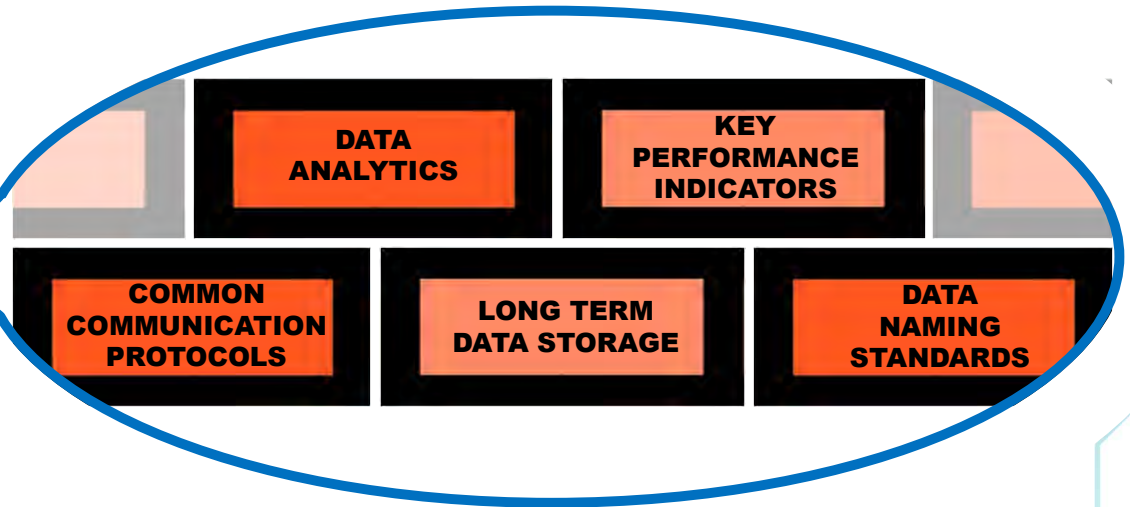 DATA
ANALYTICS
KEY
PERFORMANCE
INDICATORS
COMMON
COMMUNICATION
PROTOCOLS
LONG TERM
DATA STORAGE
DATA
NAMING
STANDARDS